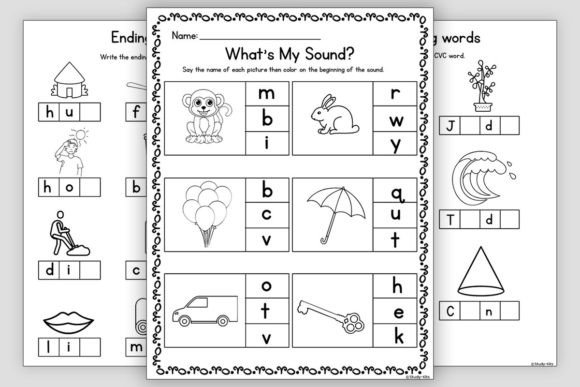 Ending
Write the ending
h u
f
h o
d i
c
l i
m
Name:
What's My Sound?
Say the name of each picture then color on the beginning of the sound.
m
b
i
r
w
y
b
c
v
q
u
t
o
t
v
h
e
k
g words
CVC word.
J d
T d
C n